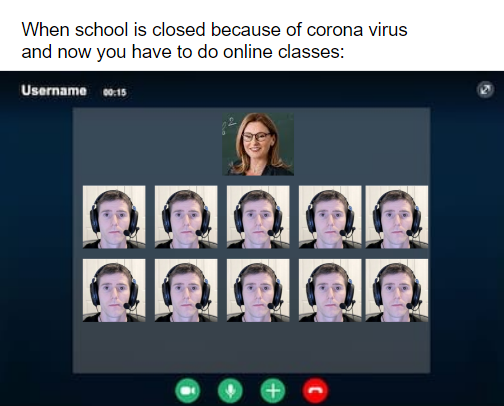 When school is closed because of corona virus
and now you have to do online classes:
Username 00:15